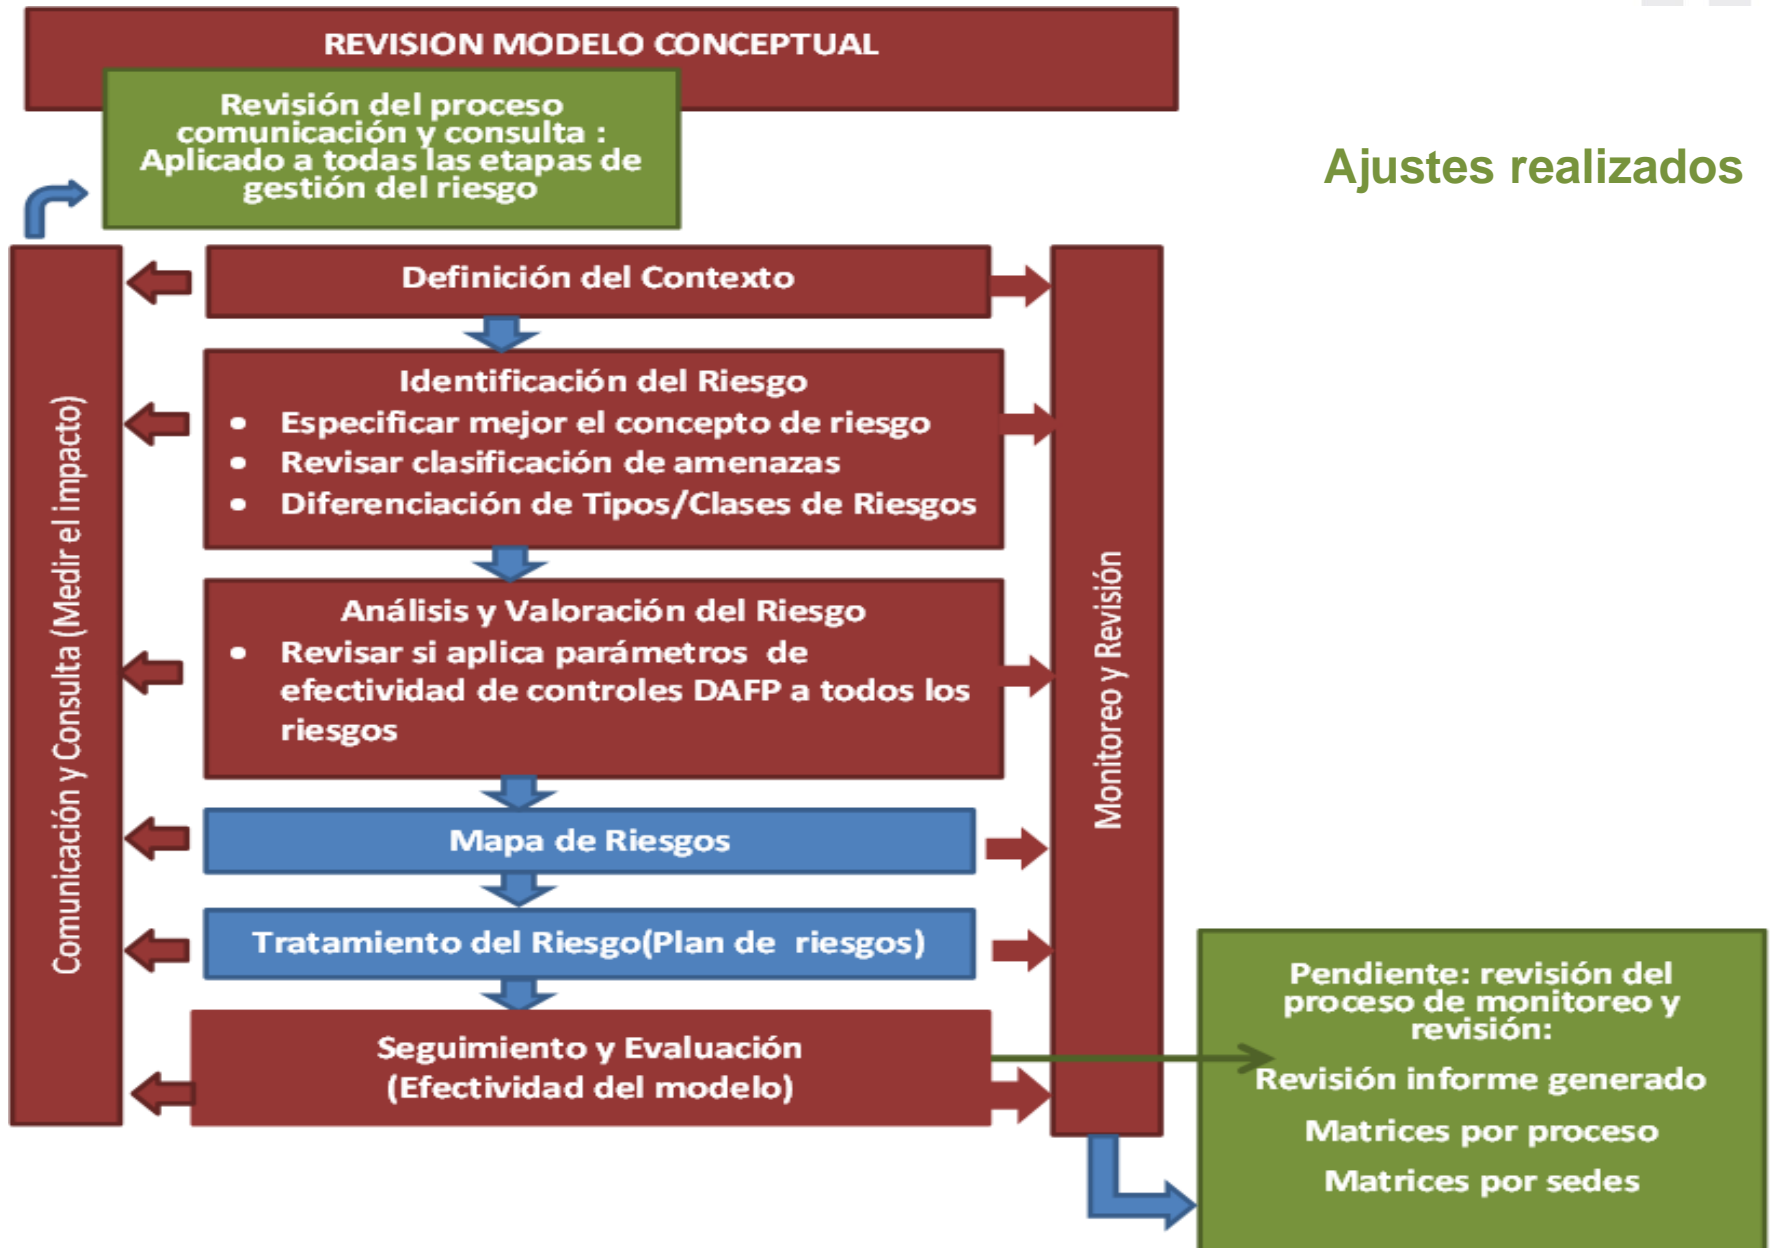 REVISION MODELO CONCEPTUAL
Revisión del proceso
comunicación y consulta :
Aplicado a todas las etapas de
gestión del riesgo
Ajustes realizados
Comunicación y Consulta (Medir el impacto)
Definición del Contexto
Identificación del Riesgo
• Especificar mejor el concepto de riesgo
• Revisar clasificación de amenazas
• Diferenciación de Tipos/Clases de Riesgos
Análisis y Valoración del Riesgo
• Revisar si aplica parámetros de
efectividad de controles DAFP a todos los
riesgos
Mapa de Riesgos
Tratamiento del Riesgo(Plan de riesgos)
Seguimiento y Evaluación
(Efectividad del modelo)
Monitoreo y Revisión
Pendiente: revisión del
proceso de monitoreo y
revisión:
Revisión informe generado
Matrices por proceso
Matrices por sedes